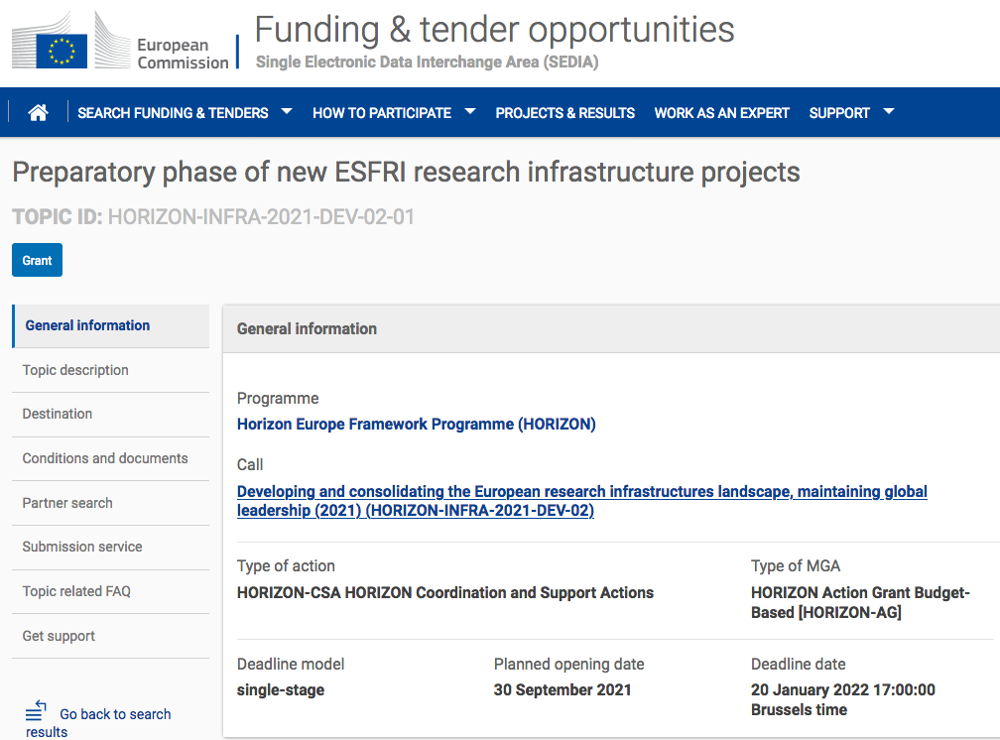 European
Commission
Funding & tender opportunities
Single Electronic Data Interchange Area (SEDIA)
SEARCH FUNDING & TENDERS
HOW TO PARTICIPATE
PROJECTS & RESULTS
WORK AS AN EXPERT
SUPPORT
Preparatory phase of new ESFRI research infrastructure projects
TOPIC ID: HORIZON-INFRA-2021-DEV-02-01
Grant
General information
Topic description
Destination
Conditions and documents
Partner search
Submission service
Topic related FAQ
Get support
Go back to search
results
General information
Programme
Horizon Europe Framework Programme (HORIZON)
Call
Developing and consolidating the European research infrastructures landscape, maintaining global
leadership (2021) (HORIZON-INFRA-2021-DEV-02)
Type of action
HORIZON-CSA HORIZON Coordination and Support Actions
Type of MGA
HORIZON Action Grant Budget-
Based [HORIZON-AG]
Deadline model
single-stage
Planned opening date
30 September 2021
Deadline date
20 January 2022 17:00:00
Brussels time